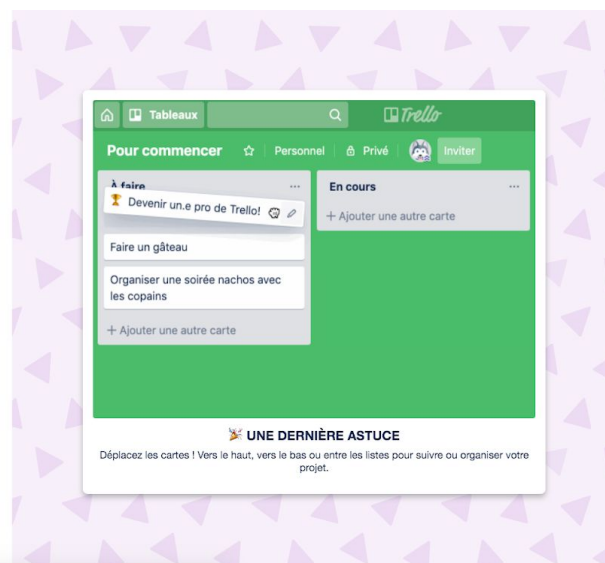 Tableaux
Trello
Pour commencer
Personnel
Privé
Inviter
À faire
Devenir un.e pro de Trello!
Faire un gâteau
Organiser une soirée nachos avec
les copains
+ Ajouter une autre carte
En cours
+ Ajouter une autre carte
UNE DERNIÈRE ASTUCE
Déplacez les cartes ! Vers le haut, vers le bas ou entre les listes pour suivre ou organiser votre
projet.